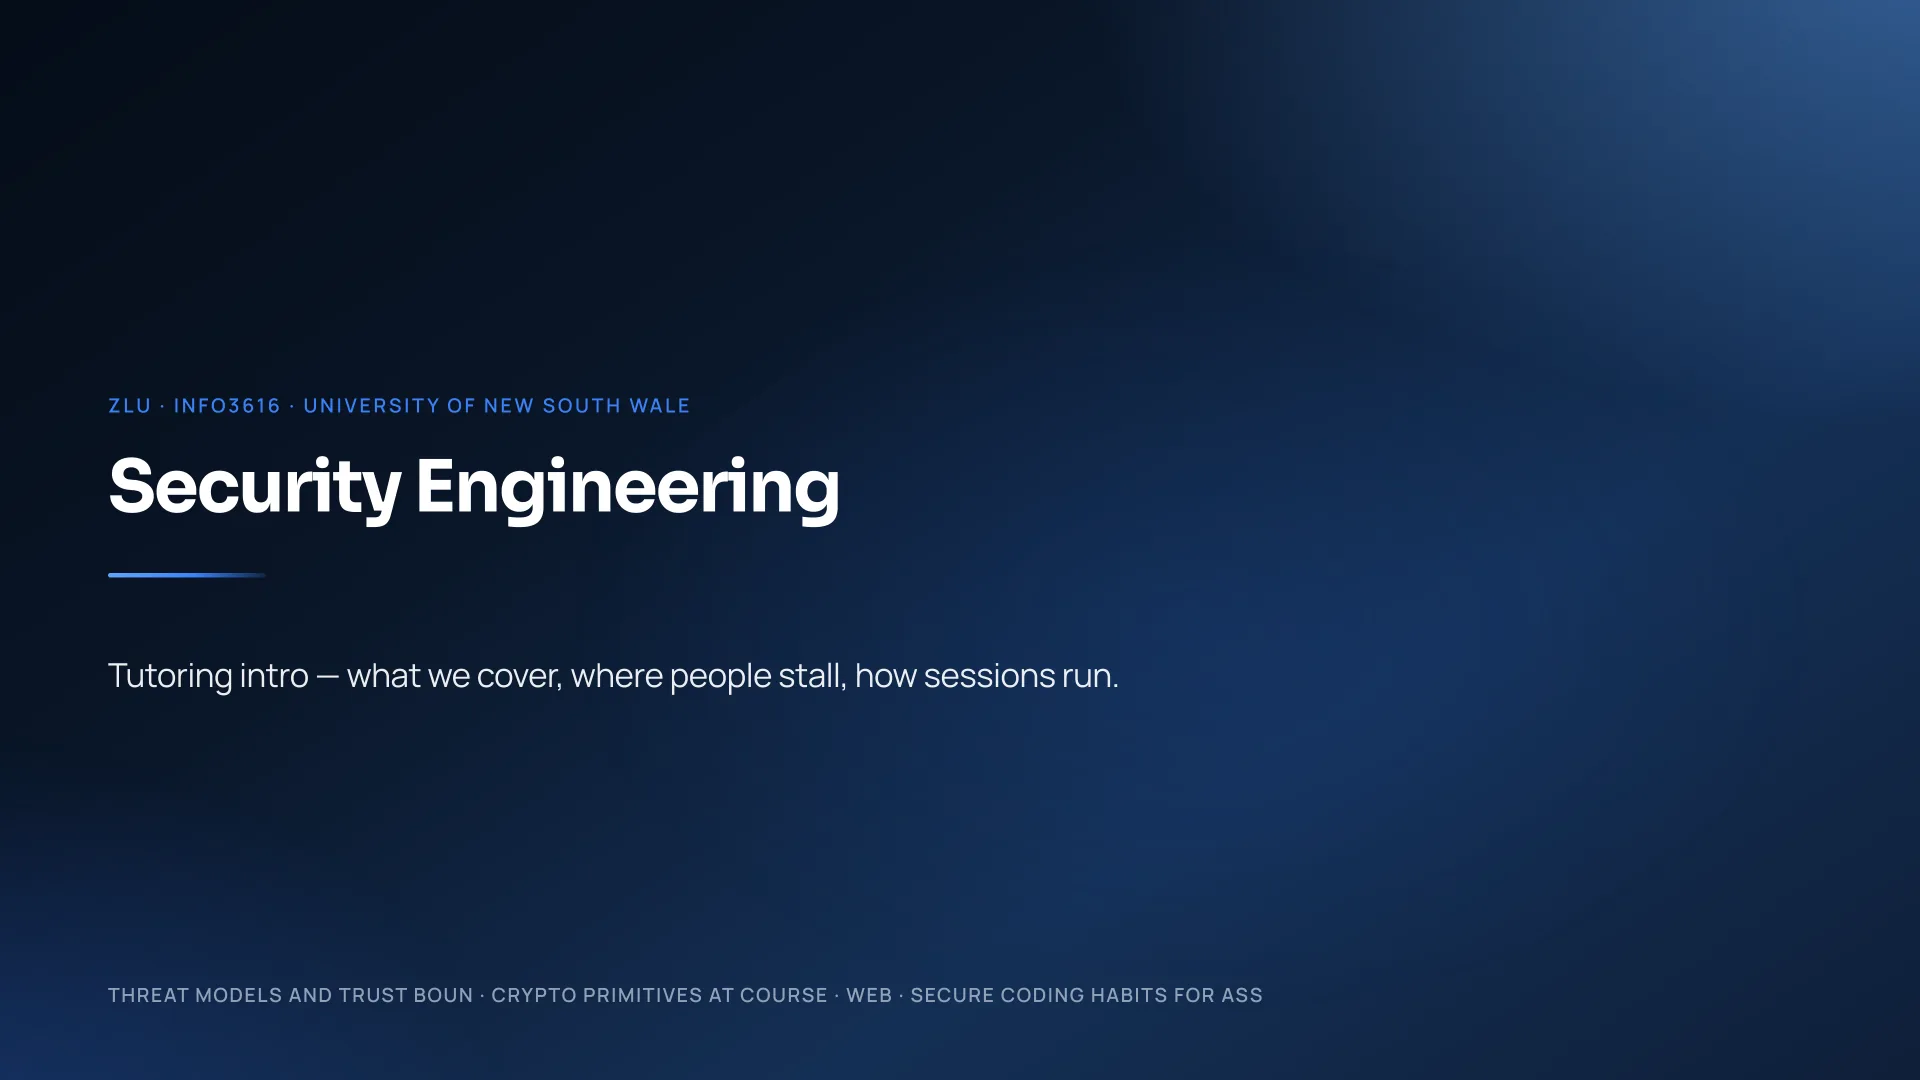 ZLU · INFO3616 · UNIVERSITY OF NEW SOUTH WALE
Security Engineering
Tutoring intro — what we cover, where people stall, how sessions run.
THREAT MODELS AND TRUST BOUN · CRYPTO PRIMITIVES AT COURSE · WEB · SECURE CODING HABITS FOR ASS